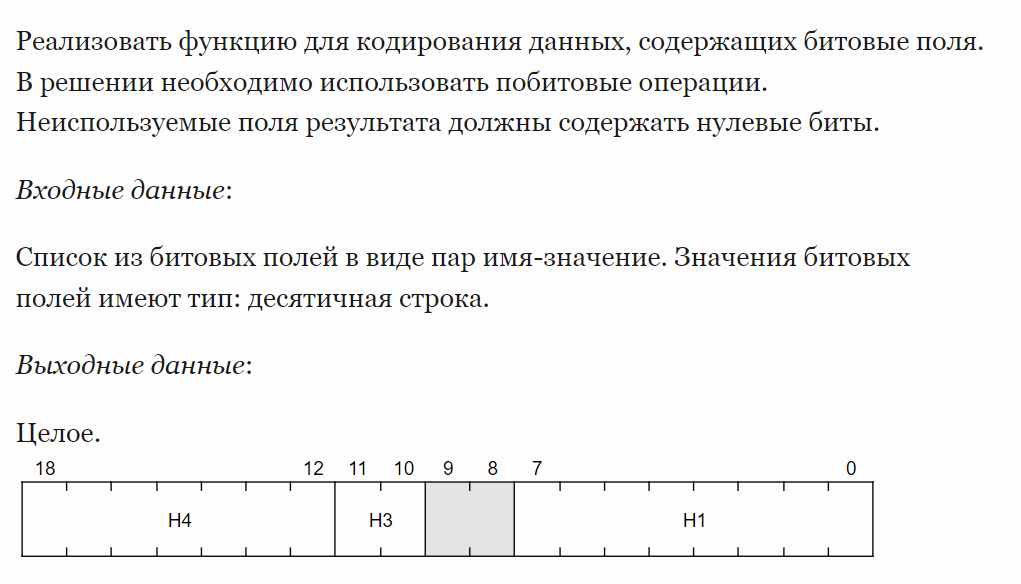 Реализовать функцию для кодирования данных, содержащих битовые поля.
В решении необходимо использовать побитовые операции.
Неиспользуемые поля результата должны содержать нулевые биты.
Входные данные:
Список из битовых полей в виде пар имя-значение. Значения битовых
полей имеют тип: десятичная строка.
Выходные данные:
Целое.
18 12 11 10 9 8 7 0
H4 H3 H1